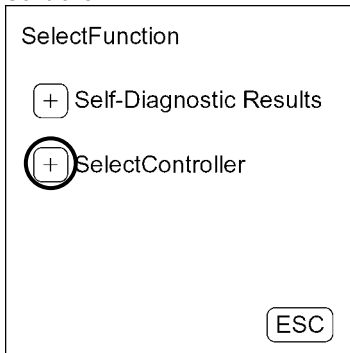 SelectFunction
+ Self-Diagnostic Results
+ SelectController
ESC